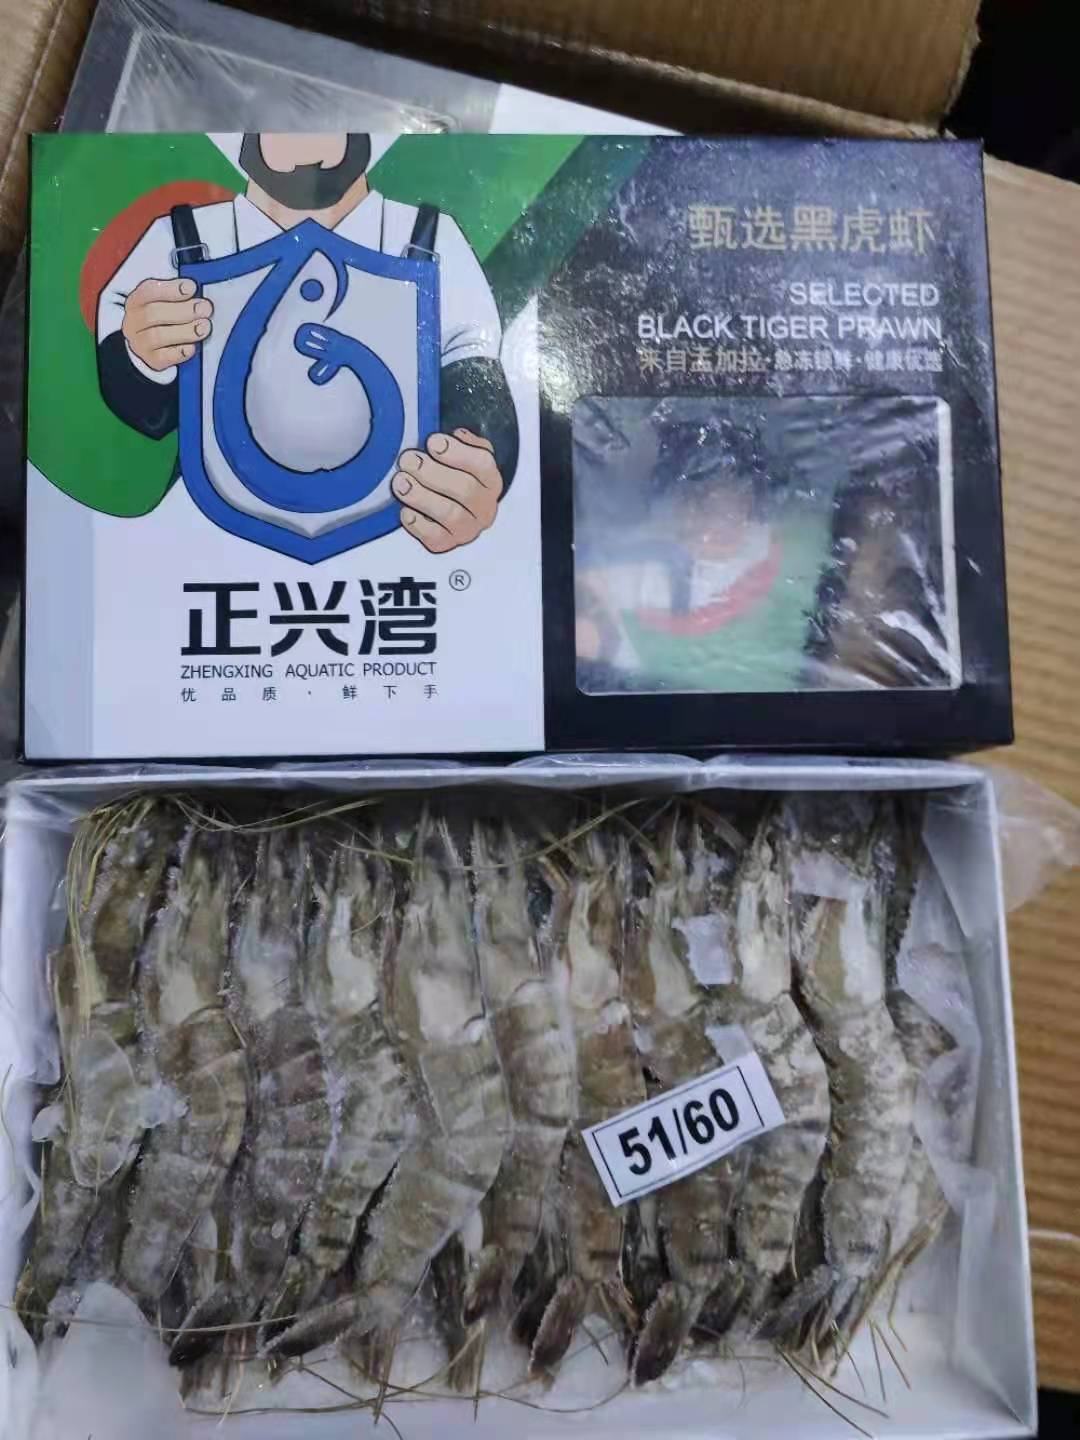 甄选黑虎虾
SELECTED
BLACK TIGER PRAWN
来自孟加拉·急冻锁鲜·健康优选
正兴湾®
ZHENGXING AQUATIC PRODUCT
优品质·鲜下手
51/60